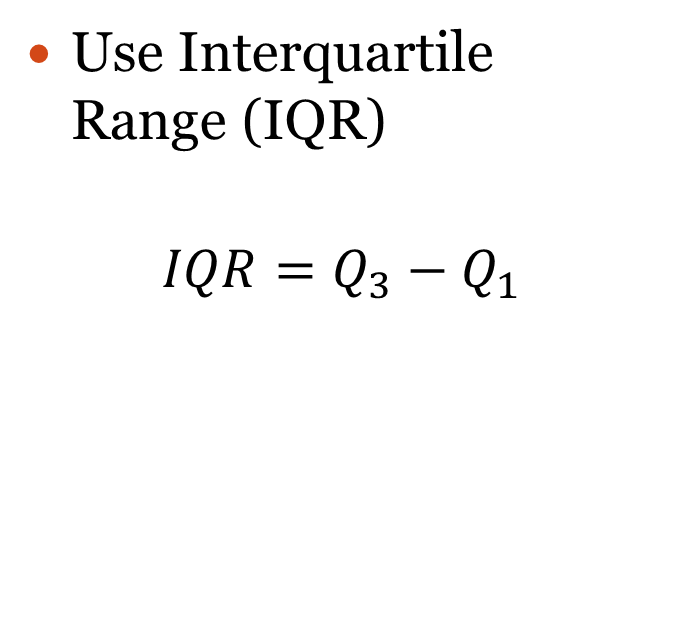 • Use Interquartile
Range (IQR)
IQR = Q₃ − Q₁